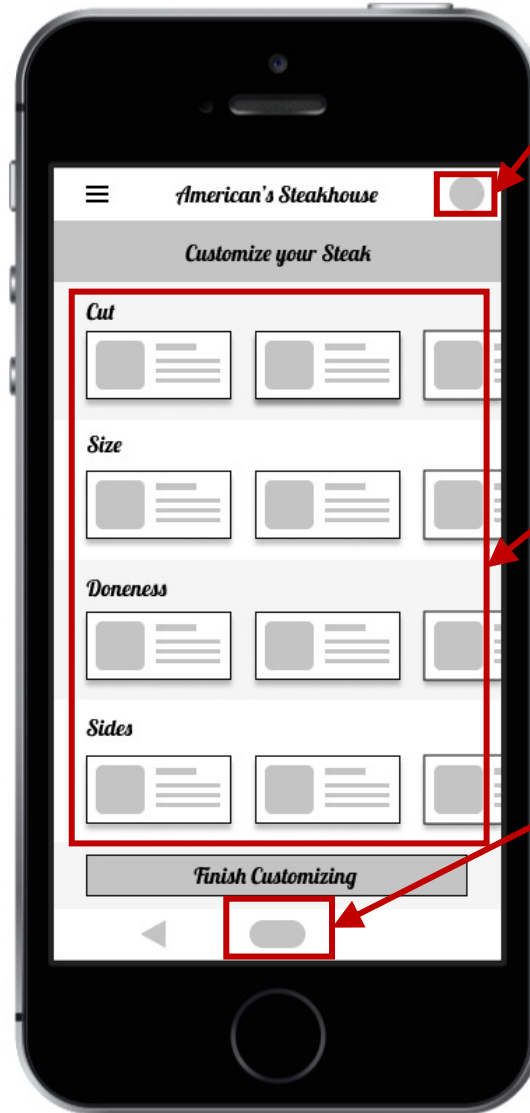 American's Steakhouse
Customize your Steak
Cut
Size
Doneness
Sides
Finish Customizing